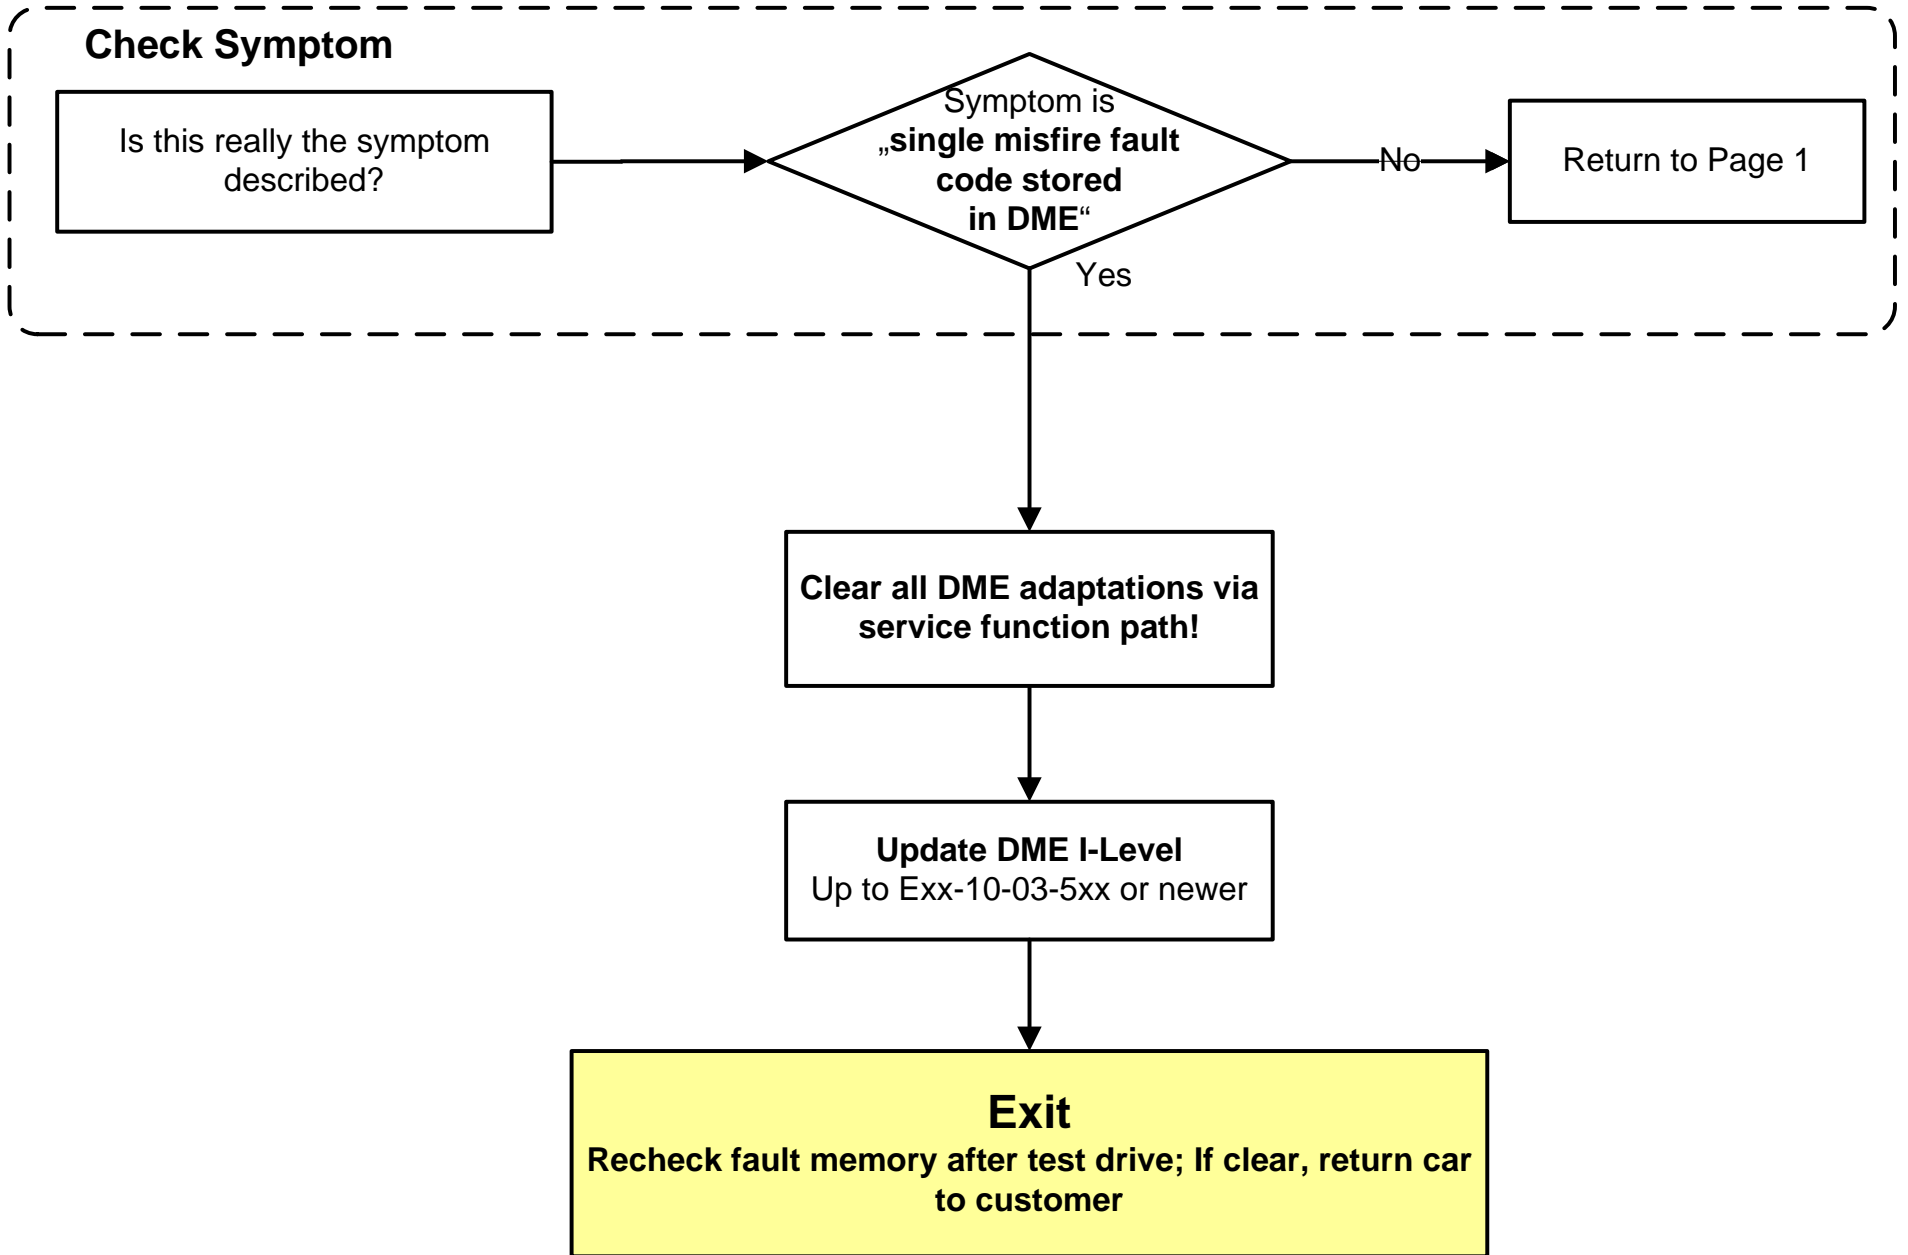 Check Symptom
Is this really the symptom
described?
Symptom is
„single misfire fault
code stored
in DME“
No
Return to Page 1
Yes
Clear all DME adaptations via
service function path!
Update DME I-Level
Up to Exx-10-03-5xx or newer
Exit
Recheck fault memory after test drive; If clear, return car
to customer